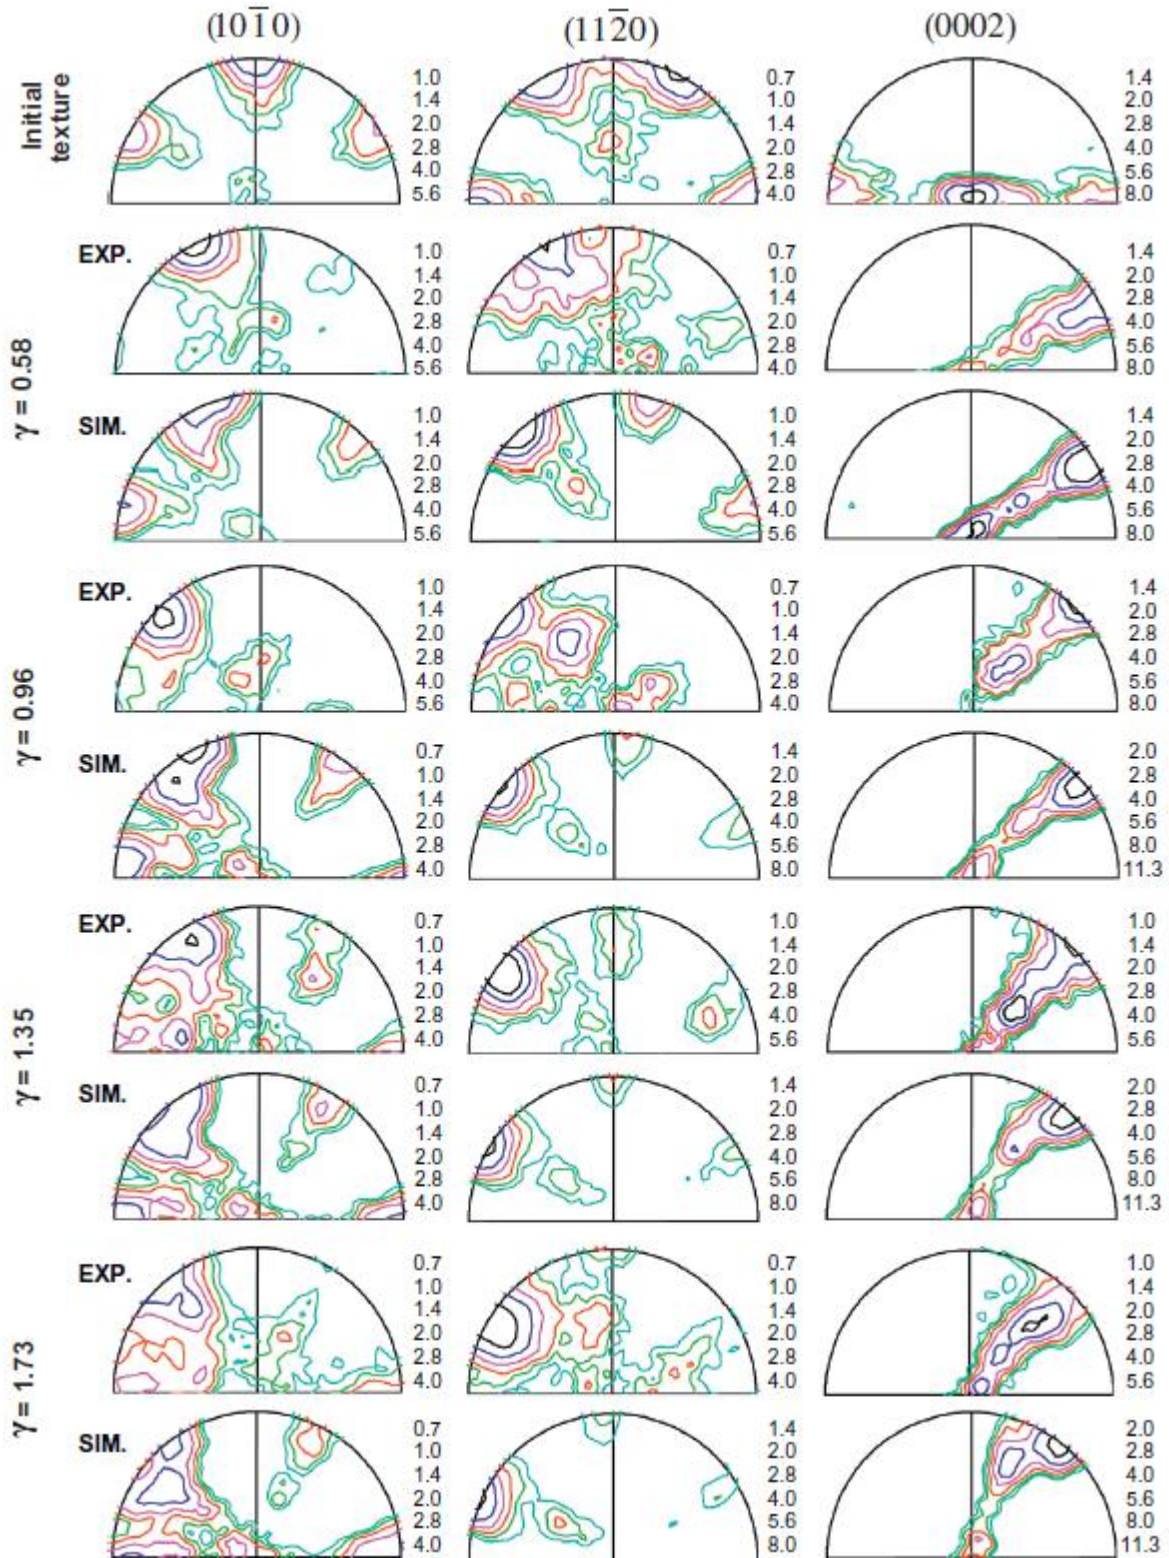 (10$\bar{1}$0) (11$\bar{2}$0) (0002)
Initial
texture
1.0 0.7 1.4
1.4 1.0 2.0
2.0 1.4 2.8
2.8 2.0 4.0
4.0 2.8 5.6
5.6 4.0 8.0
γ = 0.58
EXP.
1.0 0.7 1.4
1.4 1.0 2.0
2.0 1.4 2.8
2.8 2.0 4.0
4.0 2.8 5.6
5.6 4.0 8.0
SIM.
1.0 1.0 1.4
1.4 1.4 2.0
2.0 2.0 2.8
2.8 2.8 4.0
4.0 4.0 5.6
5.6 5.6 8.0
γ = 0.96
EXP.
1.0 0.7 1.4
1.4 1.0 2.0
2.0 1.4 2.8
2.8 2.0 4.0
4.0 2.8 5.6
5.6 4.0 8.0
SIM.
0.7 1.4 2.0
1.0 2.0 2.8
1.4 2.8 4.0
2.0 4.0 5.6
2.8 5.6 8.0
4.0 8.0 11.3
γ = 1.35
EXP.
0.7 1.0 1.0
1.0 1.4 1.4
1.4 2.0 2.0
2.0 2.8 2.8
2.8 4.0 4.0
4.0 5.6 5.6
SIM.
0.7 1.4 2.0
1.0 2.0 2.8
1.4 2.8 4.0
2.0 4.0 5.6
2.8 5.6 8.0
4.0 8.0 11.3
γ = 1.73
EXP.
0.7 0.7 1.0
1.0 1.0 1.4
1.4 1.4 2.0
2.0 2.0 2.8
2.8 2.8 4.0
4.0 4.0 5.6
SIM.
0.7 1.4 2.0
1.0 2.0 2.8
1.4 2.8 4.0
2.0 4.0 5.6
2.8 5.6 8.0
4.0 8.0 11.3